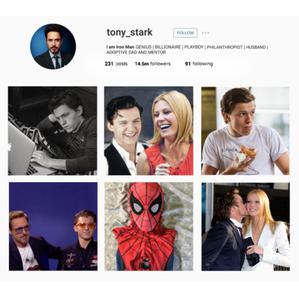 tony_stark
FOLLOW
I am Iron Man GENIUS | BILLIONAIRE | PLAYBOY | PHILANTHROPIST | HUSBAND |
ADOPTIVE DAD AND MENTOR
231 posts 14.5m followers 91 following